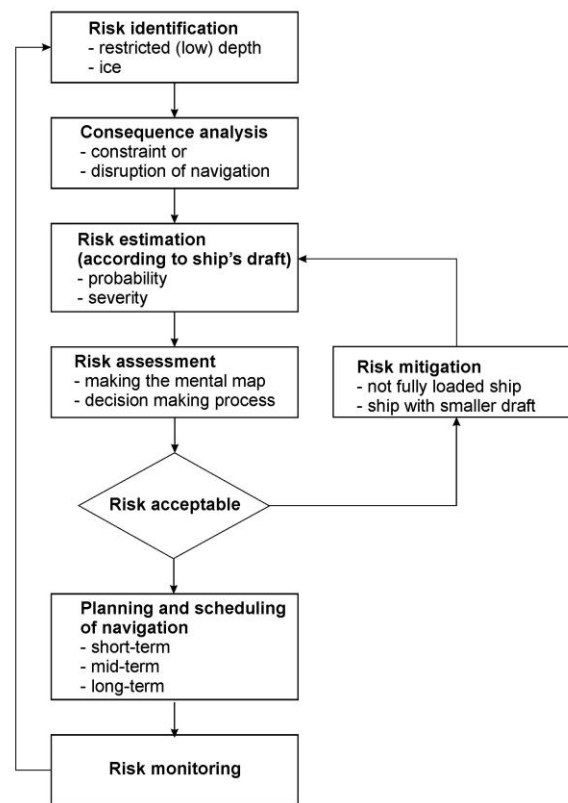 Risk identification
- restricted (low) depth
- ice
Consequence analysis
- constraint or
- disruption of navigation
Risk estimation
(according to ship's draft)
- probability
- severity
Risk assessment
- making the mental map
- decision making process
Risk mitigation
- not fully loaded ship
- ship with smaller draft
Risk acceptable
Planning and scheduling
of navigation
- short-term
- mid-term
- long-term
Risk monitoring